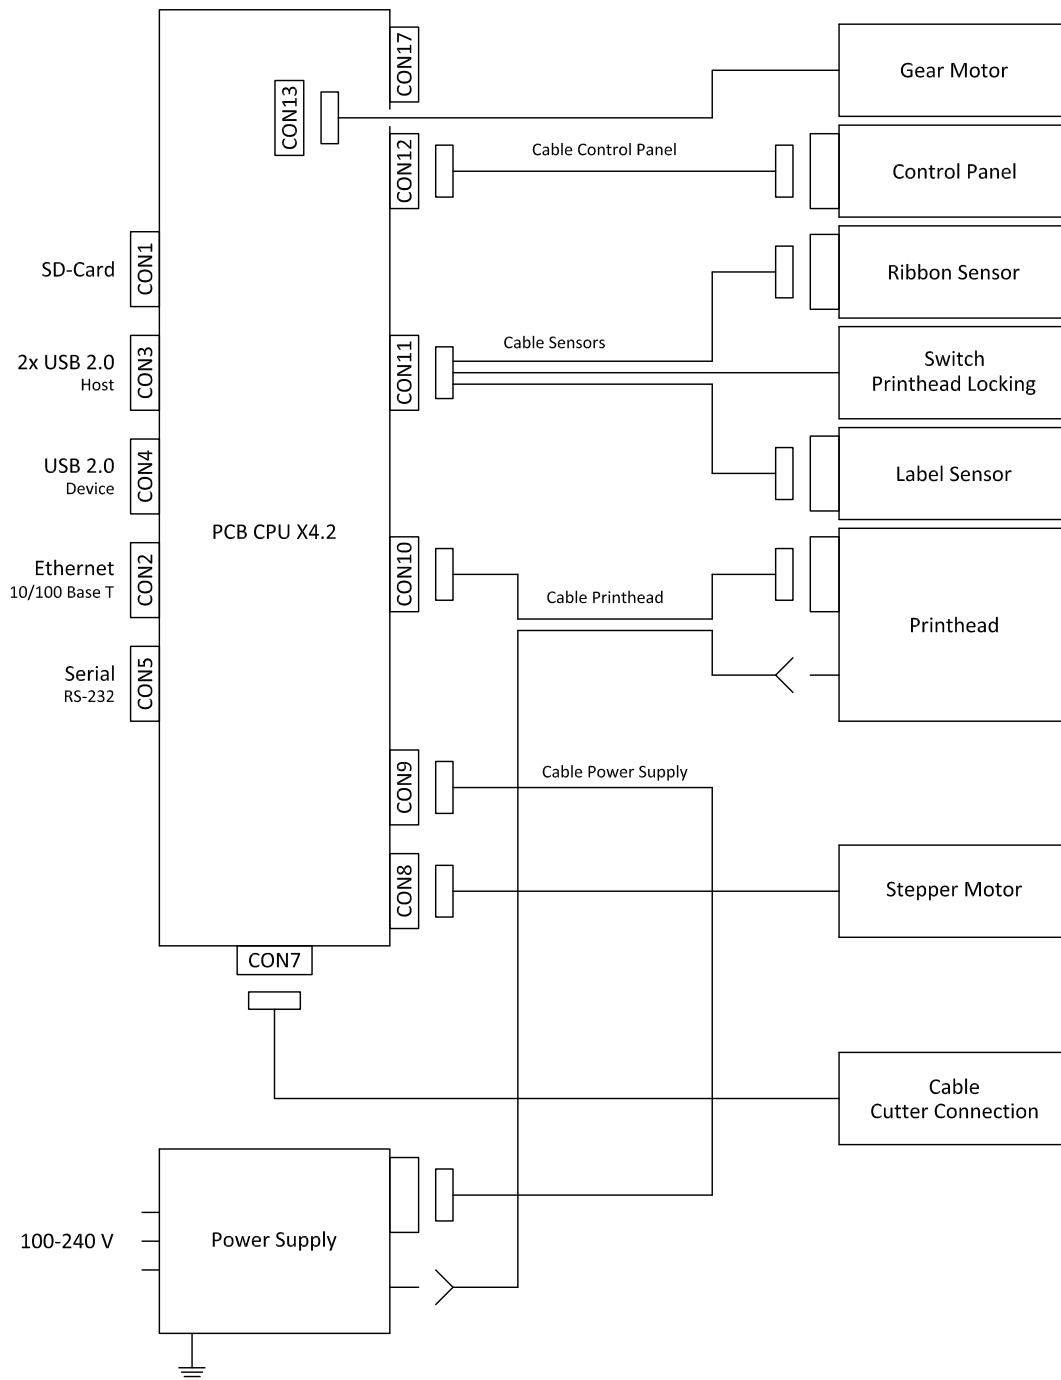 CON17
Gear Motor
CON13
CON12
Cable Control Panel
Control Panel
SD-Card
CON1
Ribbon Sensor
2x USB 2.0
Host
CON3
CON11
Cable Sensors
Switch
Printhead Locking
USB 2.0
Device
CON4
Label Sensor
PCB CPU X4.2
Ethernet
10/100 Base T
CON2
CON10
Cable Printhead
Printhead
Serial
RS-232
CON5
CON9
Cable Power Supply
CON8
Stepper Motor
CON7
Cable
Cutter Connection
100-240 V
Power Supply